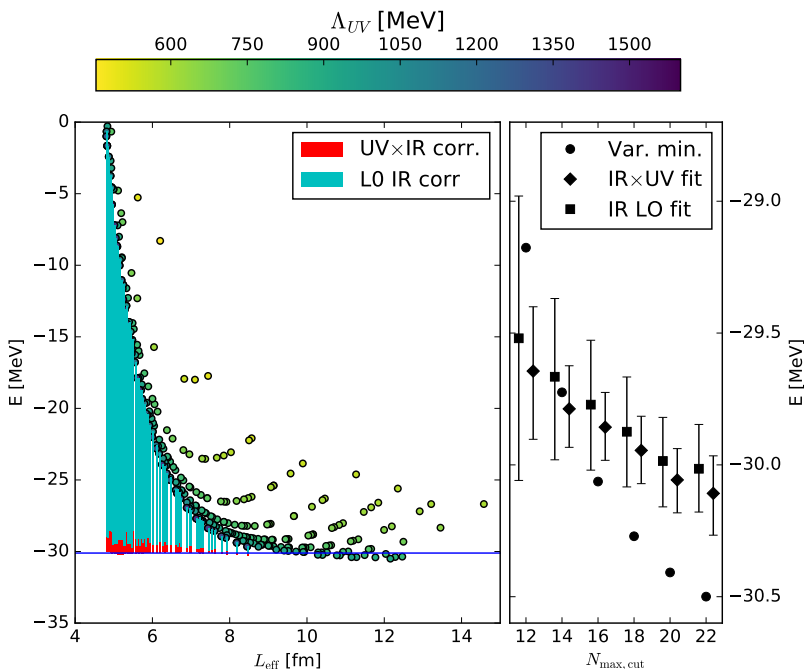 Λ_UV [MeV]
600 750 900 1050 1200 1350 1500
UV×IR corr.
L0 IR corr
Var. min.
IR×UV fit
IR LO fit
0
−5
−10
−15
−20
−25
−30
−35
E [MeV]
4 6 8 10 12 14
L_eff [fm]
−29.0
−29.5
−30.0
−30.5
E [MeV]
12 14 16 18 20 22
N_max,cut